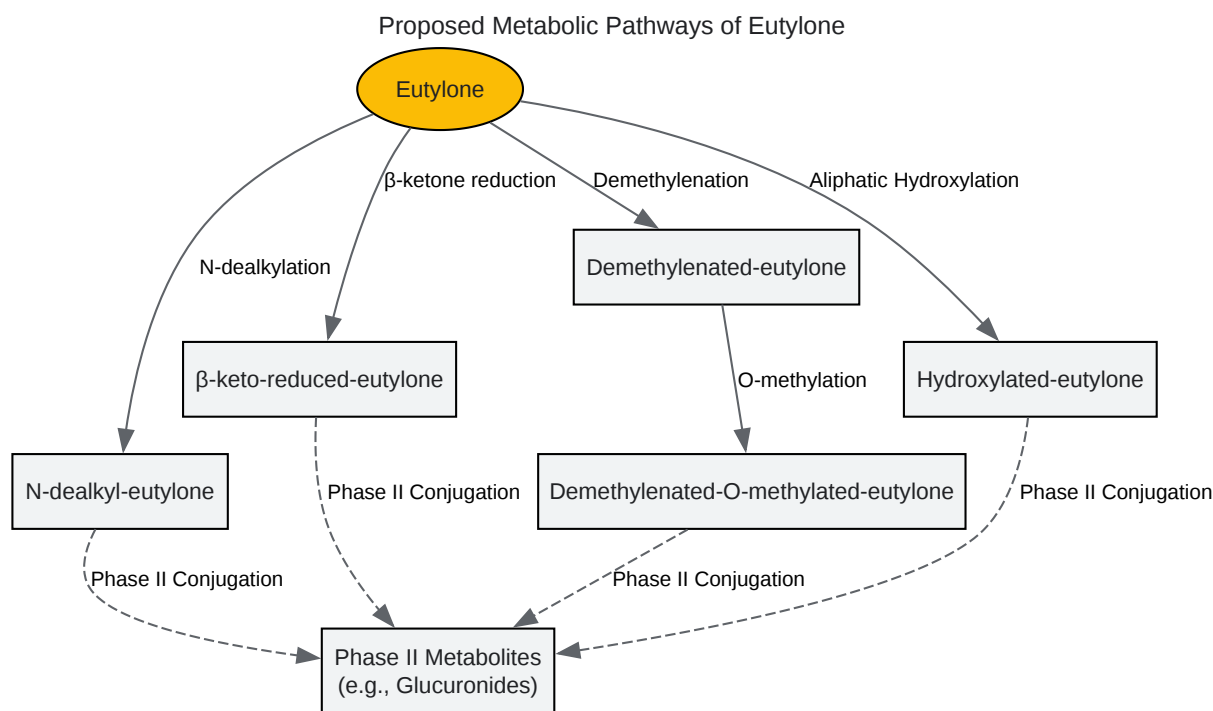 Proposed Metabolic Pathways of Eutylone
Eutylone
β-ketone reduction
Demethylenation
Aliphatic Hydroxylation
N-dealkylation
Demethylenated-eutylone
β-keto-reduced-eutylone
O-methylation
Hydroxylated-eutylone
N-dealkyl-eutylone
Phase II Conjugation
Demethylenated-O-methylated-eutylone
Phase II Conjugation
Phase II Conjugation
Phase II Conjugation
Phase II Metabolites
(e.g., Glucuronides)